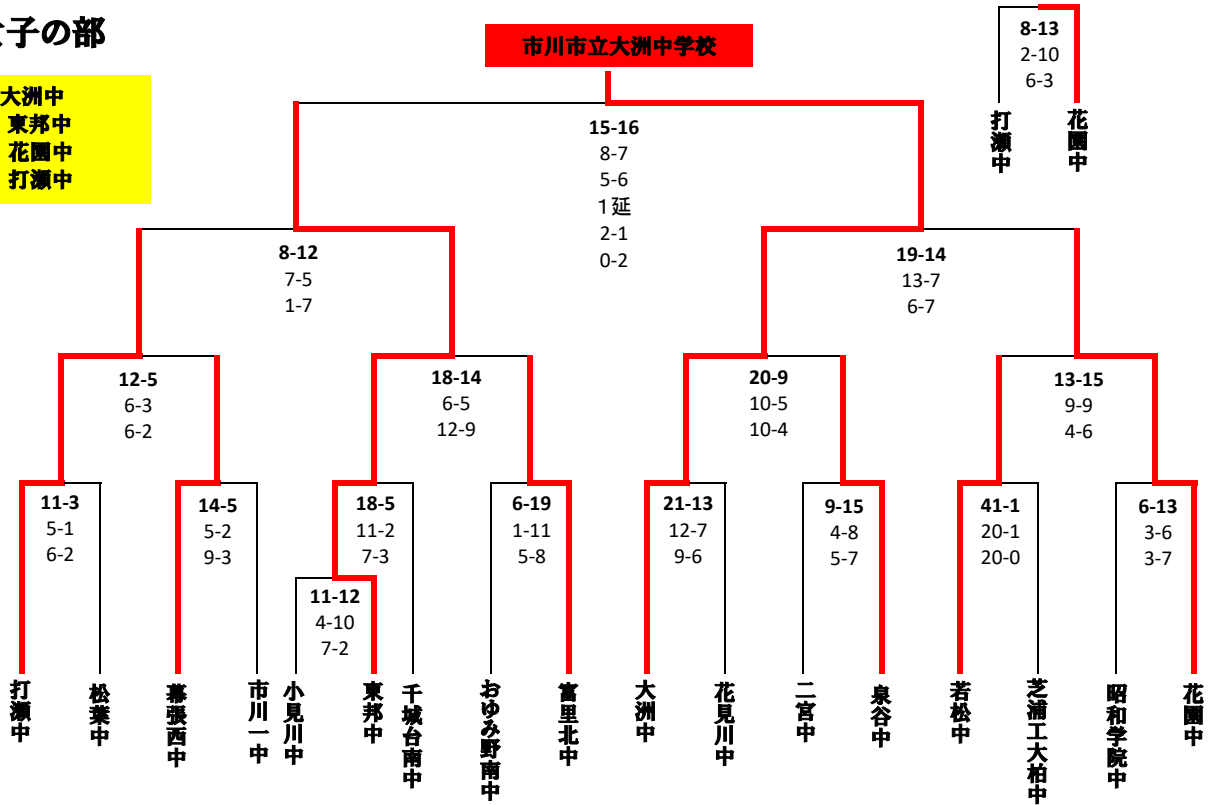 子の部
大洲中
東邦中
花園中
打瀬中
市川市立大洲中学校
8-13
2-10
6-3
打瀬中
花園中
15-16
8-7
5-6
1延
2-1
0-2
8-12
7-5
1-7
19-14
13-7
6-7
12-5
6-3
6-2
18-14
6-5
12-9
20-9
10-5
10-4
13-15
9-9
4-6
11-3
5-1
6-2
14-5
5-2
9-3
18-5
11-2
7-3
6-19
1-11
5-8
21-13
12-7
9-6
9-15
4-8
5-7
41-1
20-1
20-0
6-13
3-6
3-7
11-12
4-10
7-2
打瀬中
松葉中
幕張西中
市川一中
小見川中
東邦中
千城台南中
おゆみ野南中
富里北中
大洲中
花見川中
二宮中
泉谷中
若松中
芝浦工大柏中
昭和学院中
花園中